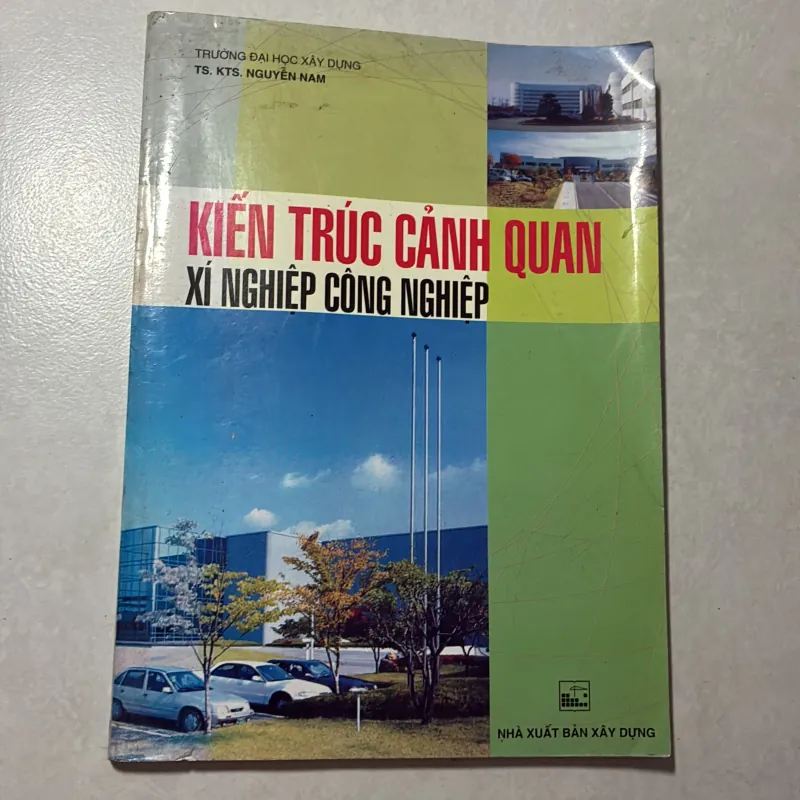 TRƯỜNG ĐẠI HỌC XÂY DỰNG
TS. KTS. NGUYỄN NAM
KIẾN TRÚC CẢNH QUAN
XÍ NGHIỆP CÔNG NGHIỆP
NHÀ XUẤT BẢN XÂY DỰNG